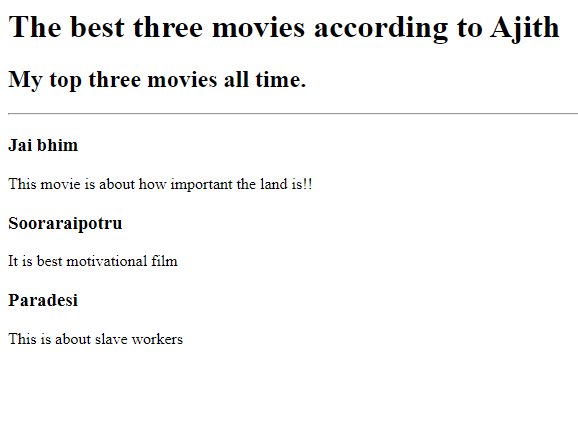 The best three movies according to Ajith
My top three movies all time.
Jai bhim
This movie is about how important the land is!!
Sooraraipotru
It is best motivational film
Paradesi
This is about slave workers